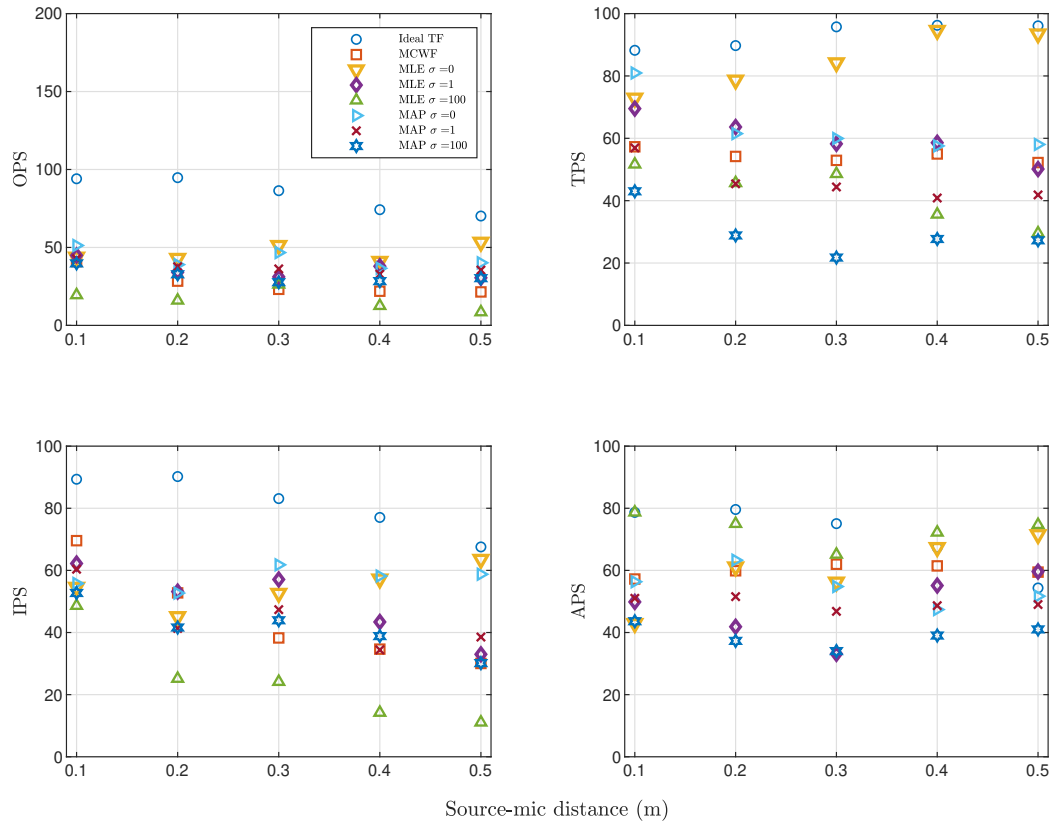 200
150
100
50
0
OPS
0.1 0.2 0.3 0.4 0.5
Ideal TF
MCWF
MLE σ =0
MLE σ =1
MLE σ =100
MAP σ =0
MAP σ =1
MAP σ =100
100
80
60
40
20
0
TPS
0.1 0.2 0.3 0.4 0.5
100
80
60
40
20
0
IPS
0.1 0.2 0.3 0.4 0.5
100
80
60
40
20
0
APS
0.1 0.2 0.3 0.4 0.5
Source-mic distance (m)